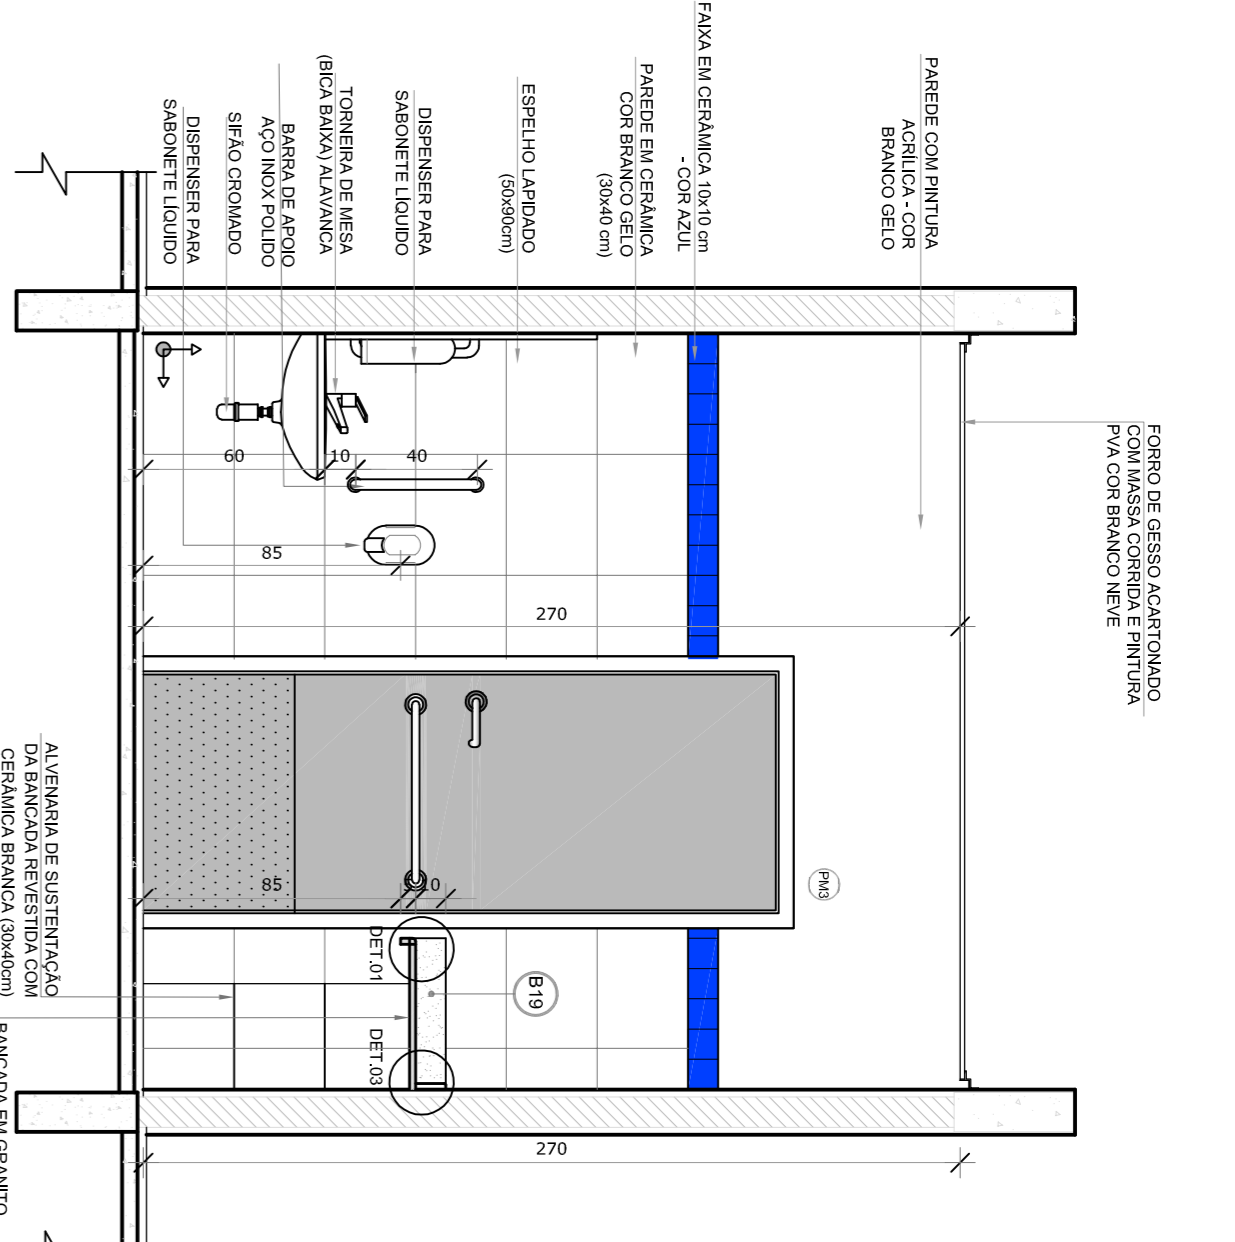 FORRO DE GESSO ACARTONADO
COM MASSA CORRIDA E PINTURA
PVA COR BRANCO NEVE
PAREDE COM PINTURA
ACRÍLICA - COR
BRANCO GELO
FAIXA EM CERÂMICA 10x10 cm
- COR AZUL
PAREDE EM CERÂMICA
COR BRANCO GELO
(30x40 cm)
ESPELHO LAPIDADO
(50x90cm)
DISPENSER PARA
SABONETE LÍQUIDO
TORNEIRA DE MESA
(BICA BAIXA) ALAVANCA
BARRA DE APOIO
AÇO INOX POLIDO
SIFÃO CROMADO
DISPENSER PARA
SABONETE LÍQUIDO
60
10
40
85
270
PM3
85
10
DET.01
B19
DET.03
270
ALVENARIA DE SUSTENTAÇÃO
DA BANCADA REVESTIDA COM
CERÂMICA BRANCA (30x40cm)
BANCADA EM GRANITO